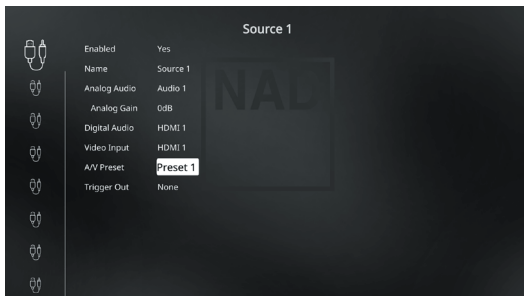 Source 1
Enabled Yes
Name Source 1
Analog Audio Audio 1
Analog Gain 0dB
Digital Audio HDMI 1
Video Input HDMI 1
A/V Preset Preset 1
Trigger Out None
NAD